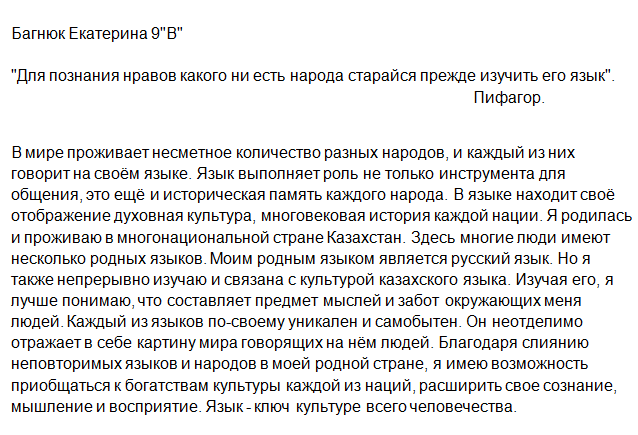 Багнюк Екатерина 9"В"
"Для познания нравов какого ни есть народа старайся прежде изучить его язык".
Пифагор.
В мире проживает несметное количество разных народов, и каждый из них
говорит на своём языке. Язык выполняет роль не только инструмента для
общения, это ещё и историческая память каждого народа. В языке находит своё
отображение духовная культура, многовековая история каждой нации. Я родилась
и проживаю в многонациональной стране Казахстан. Здесь многие люди имеют
несколько родных языков. Моим родным языком является русский язык. Но я
также непрерывно изучаю и связана с культурой казахского языка. Изучая его, я
лучше понимаю, что составляет предмет мыслей и забот окружающих меня
людей. Каждый из языков по-своему уникален и самобытен. Он неотделимо
отражает в себе картину мира говорящих на нём людей. Благодаря слиянию
неповторимых языков и народов в моей родной стране, я имею возможность
приобщаться к богатствам культуры каждой из наций, расширить свое сознание,
мышление и восприятие. Язык - ключ культуре всего человечества.